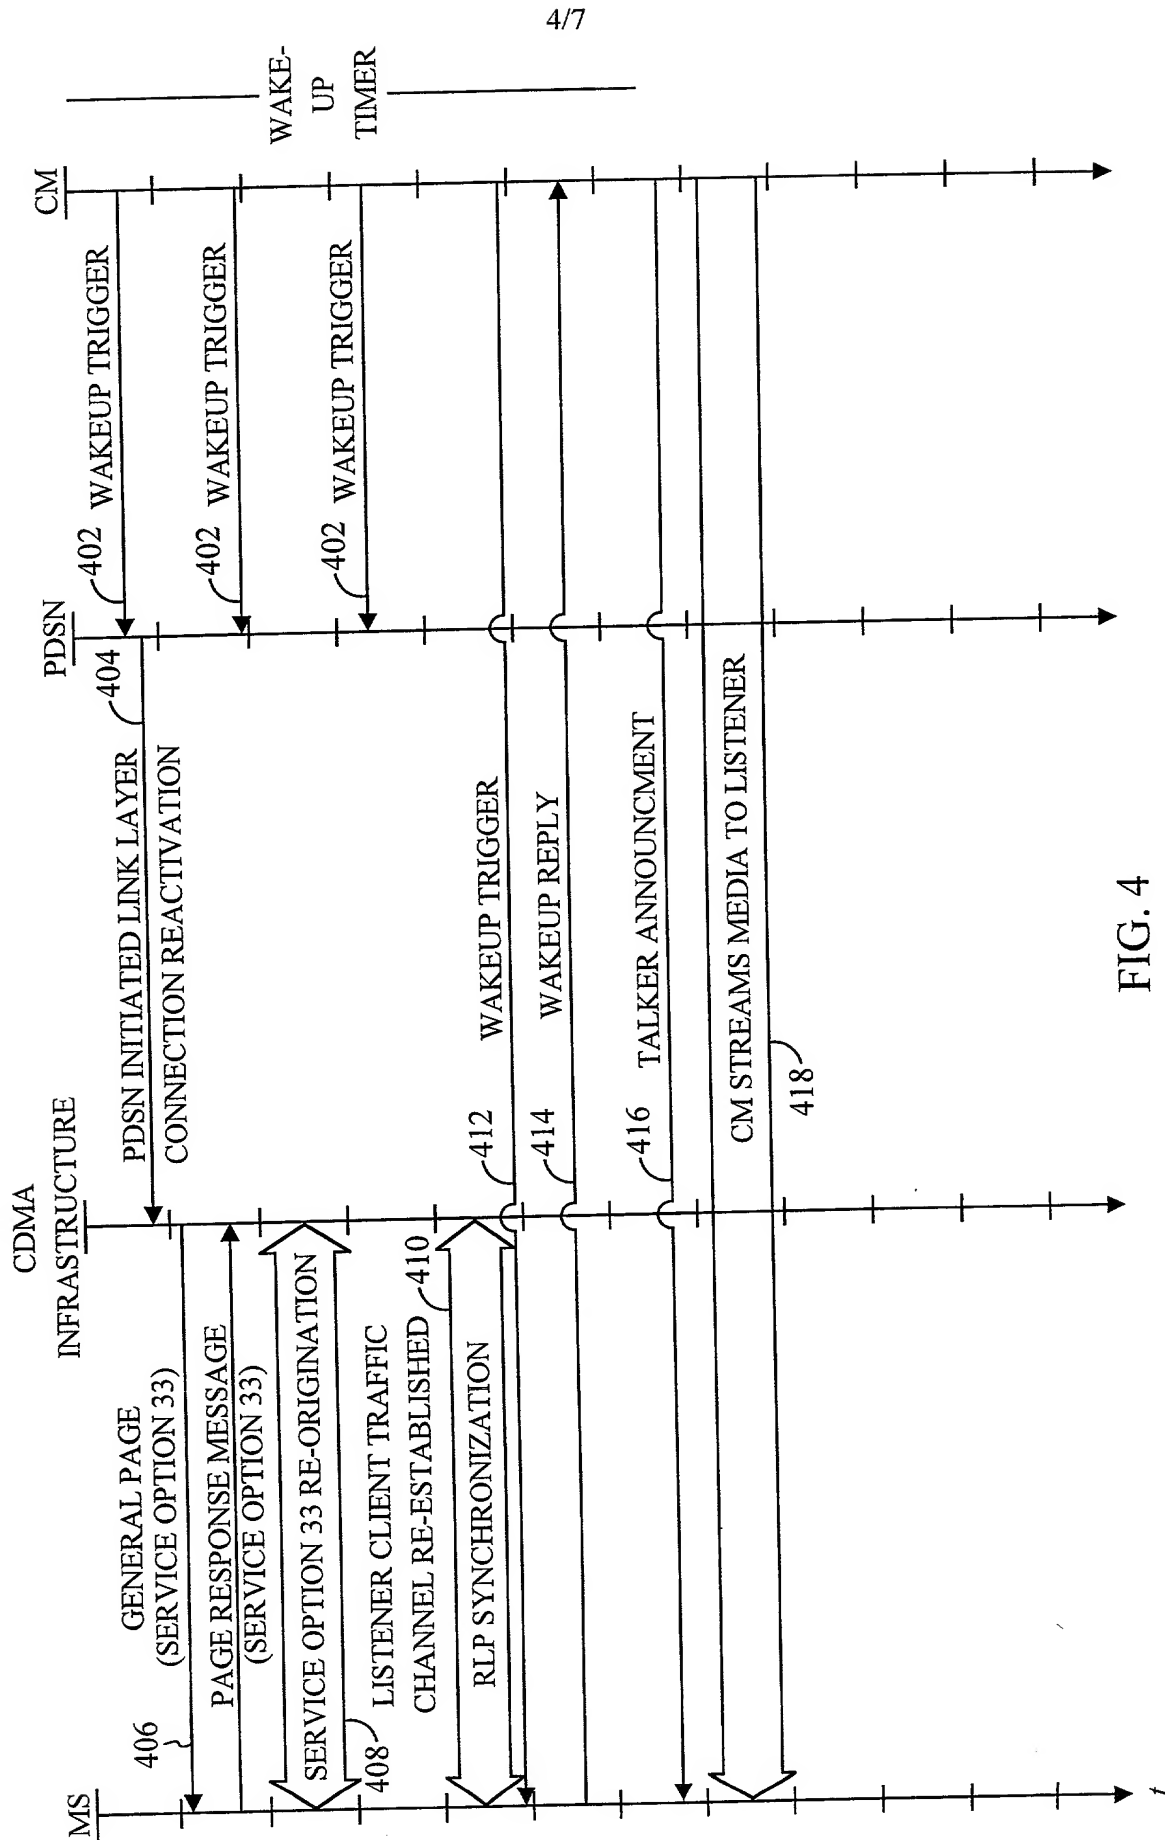 4/7
CM
WAKE-
UP
TIMER
PDSN
CDMA
INFRASTRUCTURE
MS
402
WAKEUP TRIGGER
402
WAKEUP TRIGGER
402
WAKEUP TRIGGER
404
PDSN INITIATED LINK LAYER
CONNECTION REACTIVATION
406
GENERAL PAGE
(SERVICE OPTION 33)
PAGE RESPONSE MESSAGE
(SERVICE OPTION 33)
SERVICE OPTION 33 RE-ORIGINATION
408
LISTENER CLIENT TRAFFIC
CHANNEL RE-ESTABLISHED
410
RLP SYNCHRONIZATION
412
WAKEUP TRIGGER
414
WAKEUP REPLY
416
TALKER ANNOUNCMENT
CM STREAMS MEDIA TO LISTENER
418
t
FIG. 4